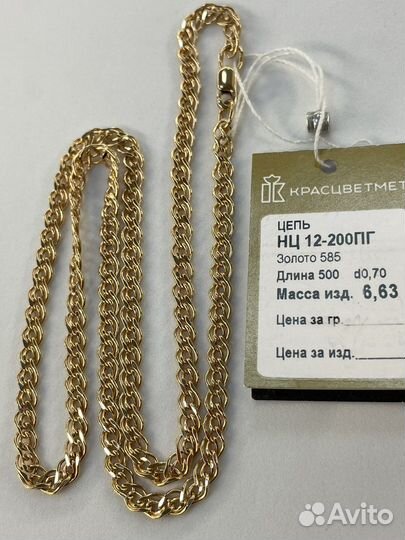 КРАСЦВЕТМЕТ
ЦЕПЬ
НЦ 12-200ПГ
Золото 585
Длина 500 d0,70
Масса изд. 6,63
Цена за гр.
Цена за изд.
Avito